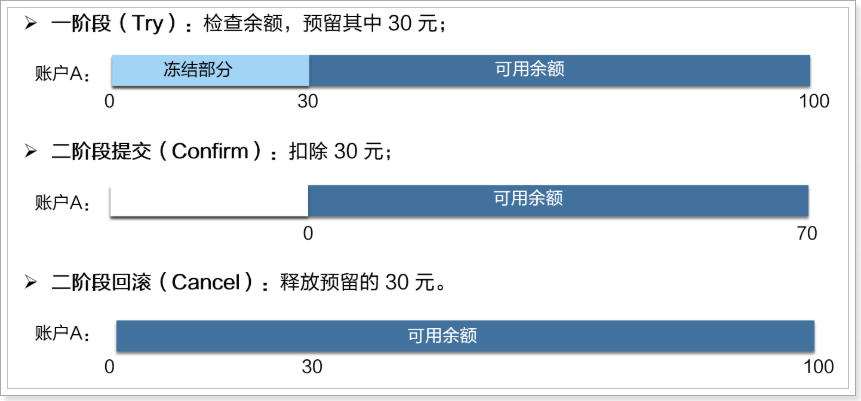 ➢ 一阶段（Try）：检查余额，预留其中 30 元；
账户A： 冻结部分 可用余额
0 30 100
➢ 二阶段提交（Confirm）：扣除 30 元；
账户A： 可用余额
0 70
➢ 二阶段回滚（Cancel）：释放预留的 30 元。
账户A： 可用余额
0 30 100